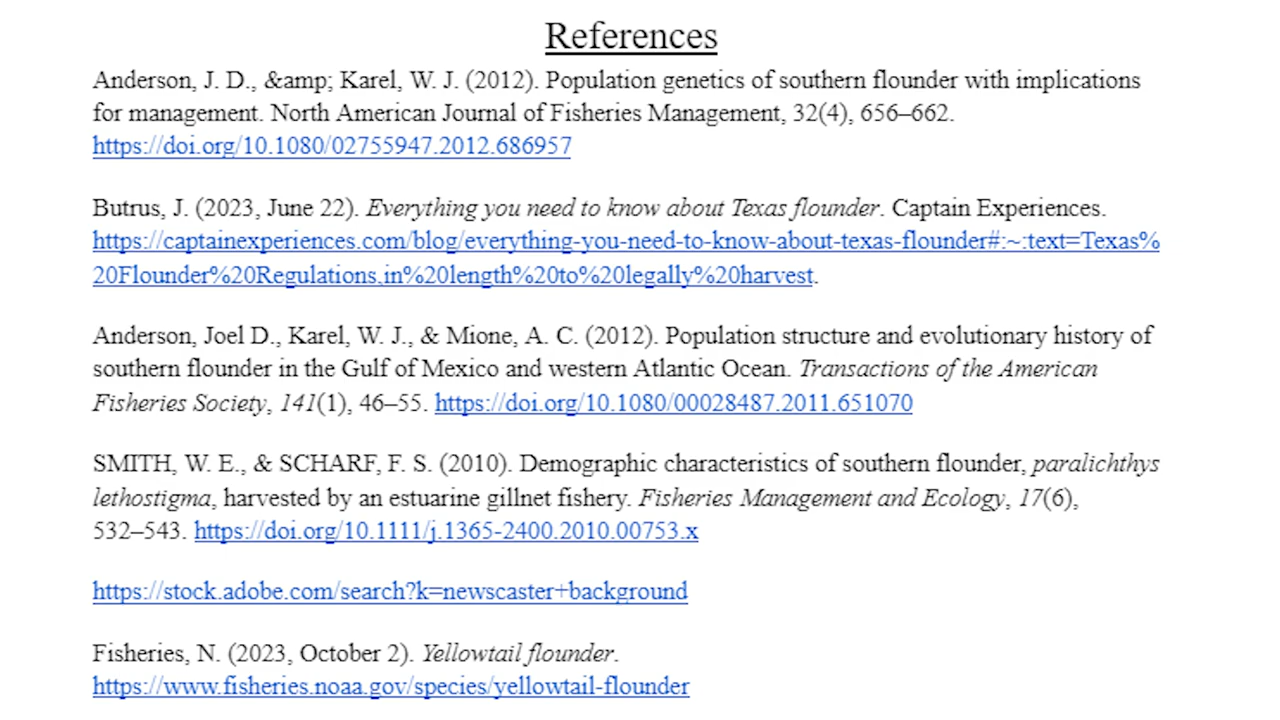 References
Anderson, J. D., &amp; Karel, W. J. (2012). Population genetics of southern flounder with implications
for management. North American Journal of Fisheries Management, 32(4), 656–662.
https://doi.org/10.1080/02755947.2012.686957
Butrus, J. (2023, June 22). Everything you need to know about Texas flounder. Captain Experiences.
https://captainexperiences.com/blog/everything-you-need-to-know-about-texas-flounder#:~:text=Texas%
20Flounder%20Regulations,in%20length%20to%20legally%20harvest.
Anderson, Joel D., Karel, W. J., & Mione, A. C. (2012). Population structure and evolutionary history of
southern flounder in the Gulf of Mexico and western Atlantic Ocean. Transactions of the American
Fisheries Society, 141(1), 46–55. https://doi.org/10.1080/00028487.2011.651070
SMITH, W. E., & SCHARF, F. S. (2010). Demographic characteristics of southern flounder, paralichthys
lethostigma, harvested by an estuarine gillnet fishery. Fisheries Management and Ecology, 17(6),
532–543. https://doi.org/10.1111/j.1365-2400.2010.00753.x
https://stock.adobe.com/search?k=newscaster+background
Fisheries, N. (2023, October 2). Yellowtail flounder.
https://www.fisheries.noaa.gov/species/yellowtail-flounder